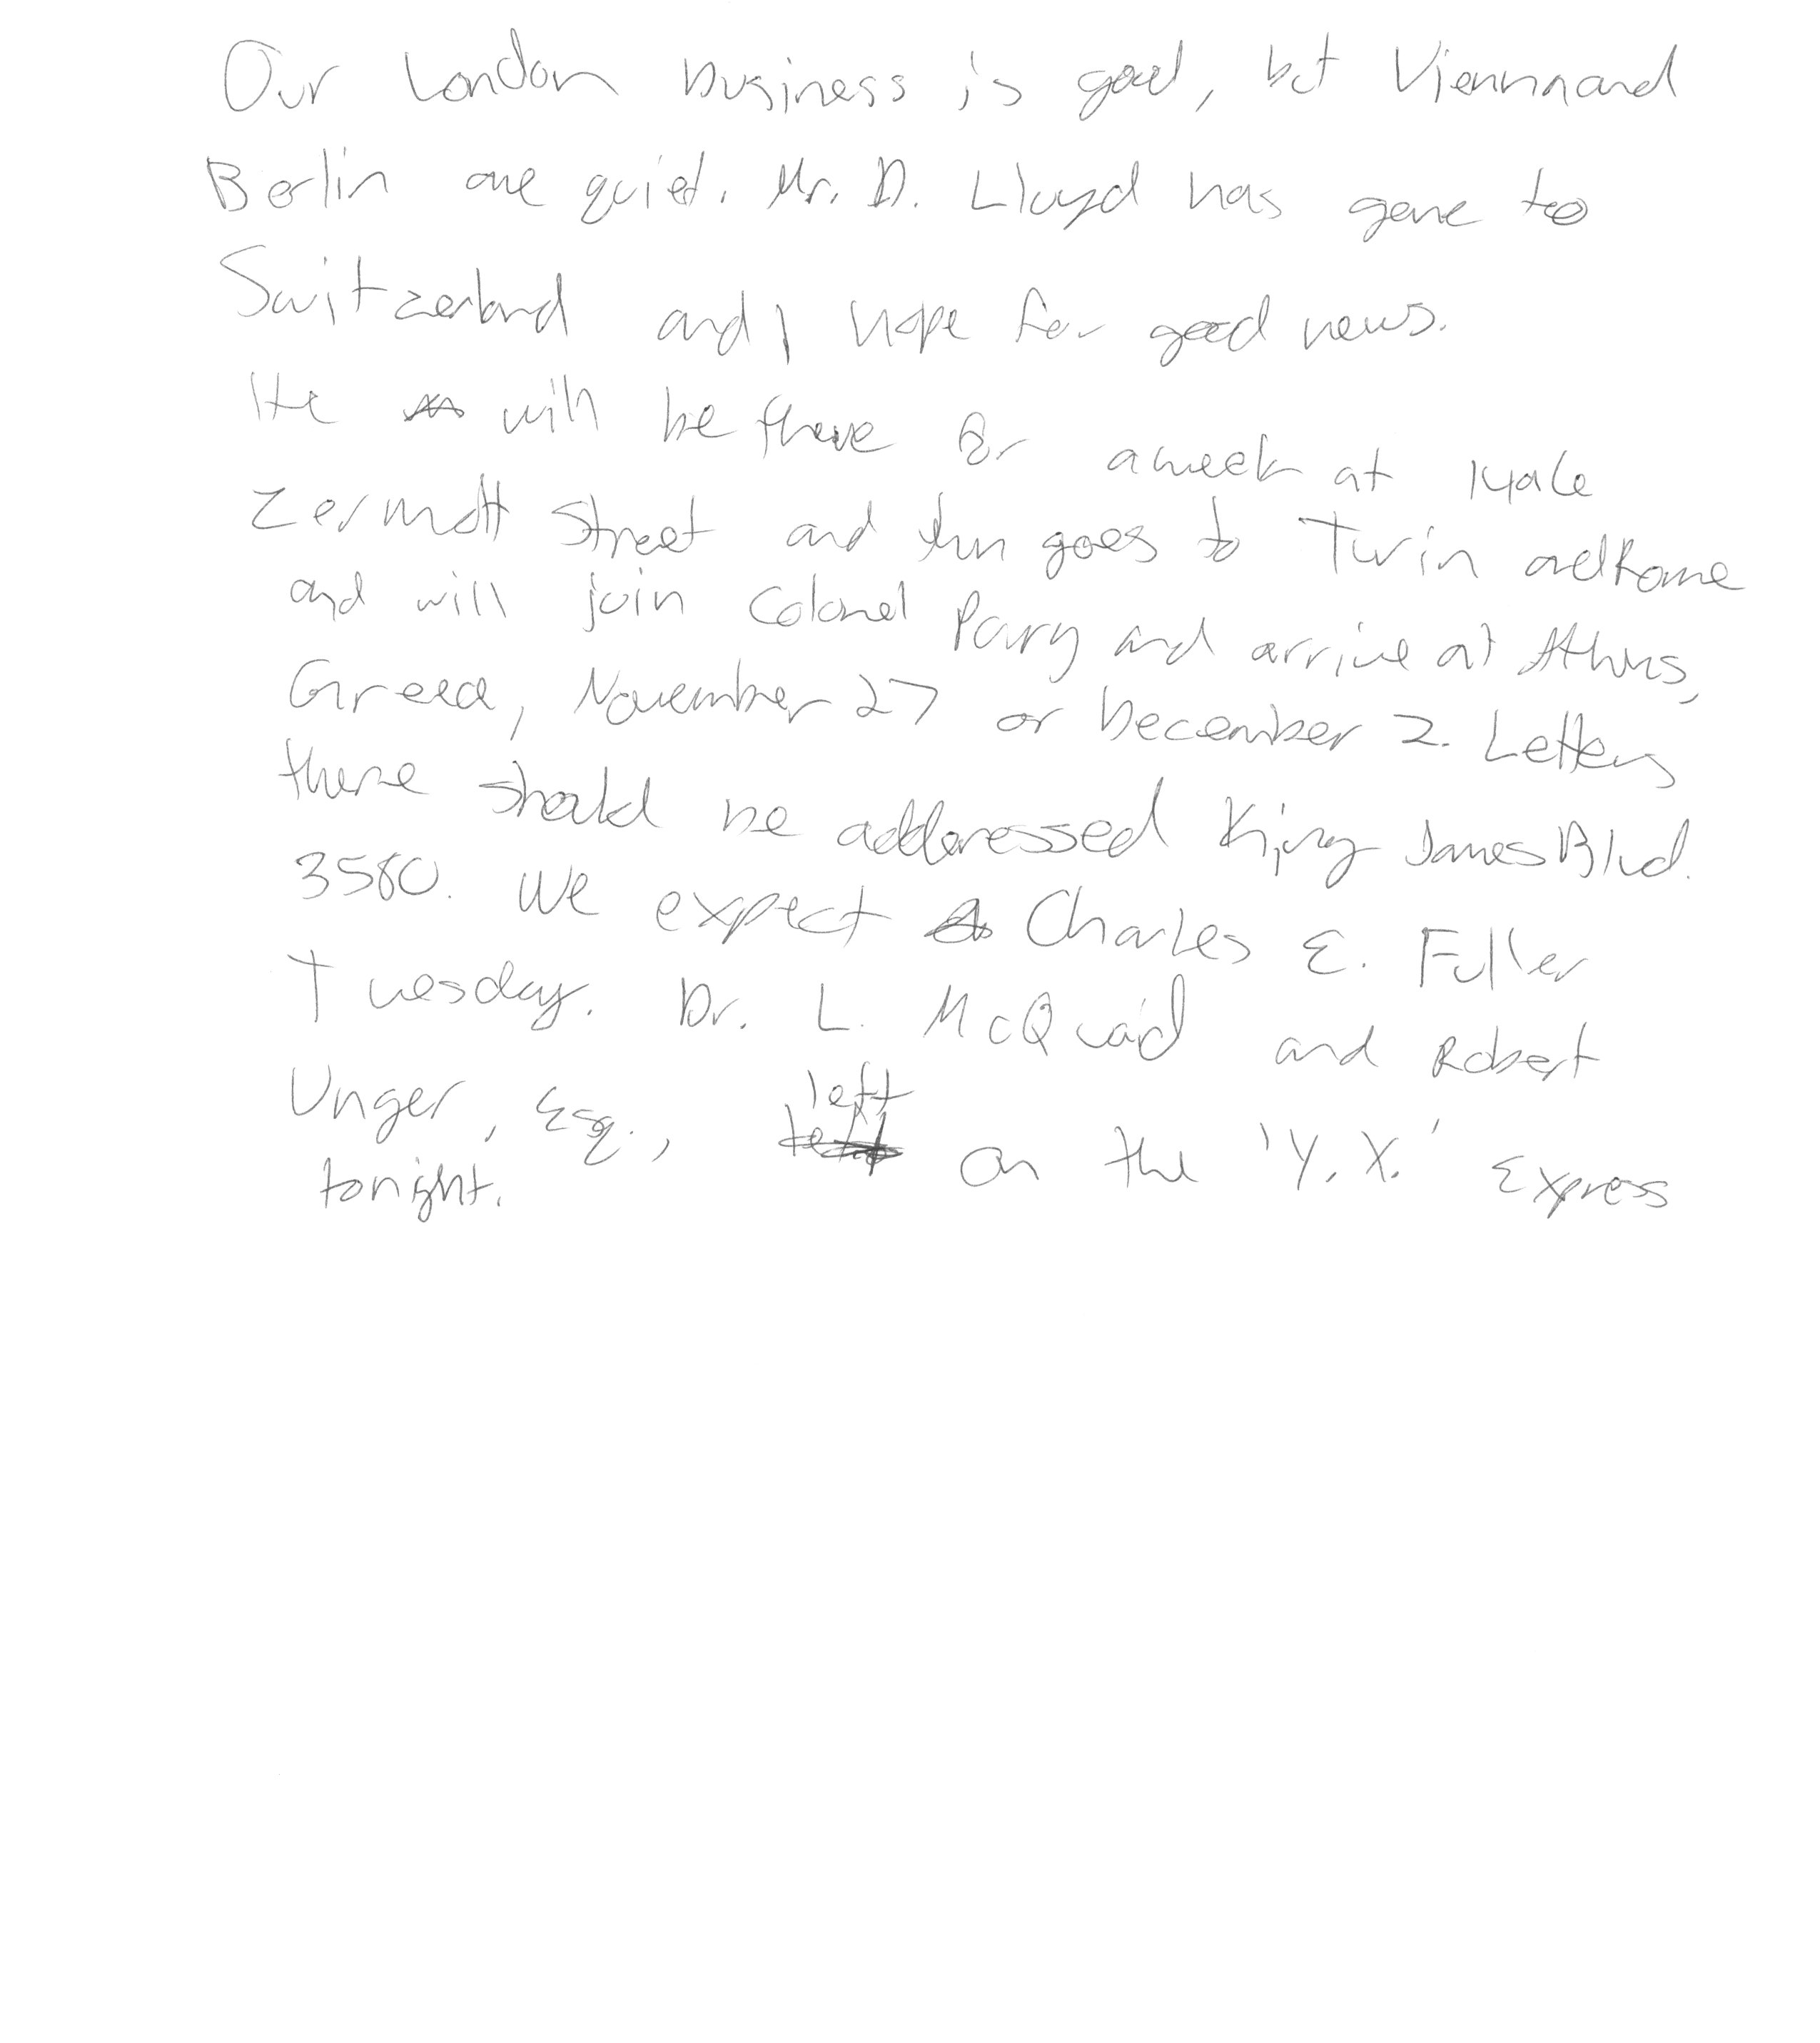 Our London business is good, but Vienna and
Berlin are quiet. Mr. D. Lloyd has gone to
Switzerland and I hope for good news.
He will be there for a week at
Zermott Street and then goes to Turin and Rome
and will join Colonel Parry and arrive at Athens,
Greece, November 27 or December 2. Letters
there should be addressed King James Blvd.
3580. We expect Charles E. Fuller
Tuesday. Dr. L. McQuaid and Robert
Unger, Esq., left on the 'Y. X.' Express
tonight.